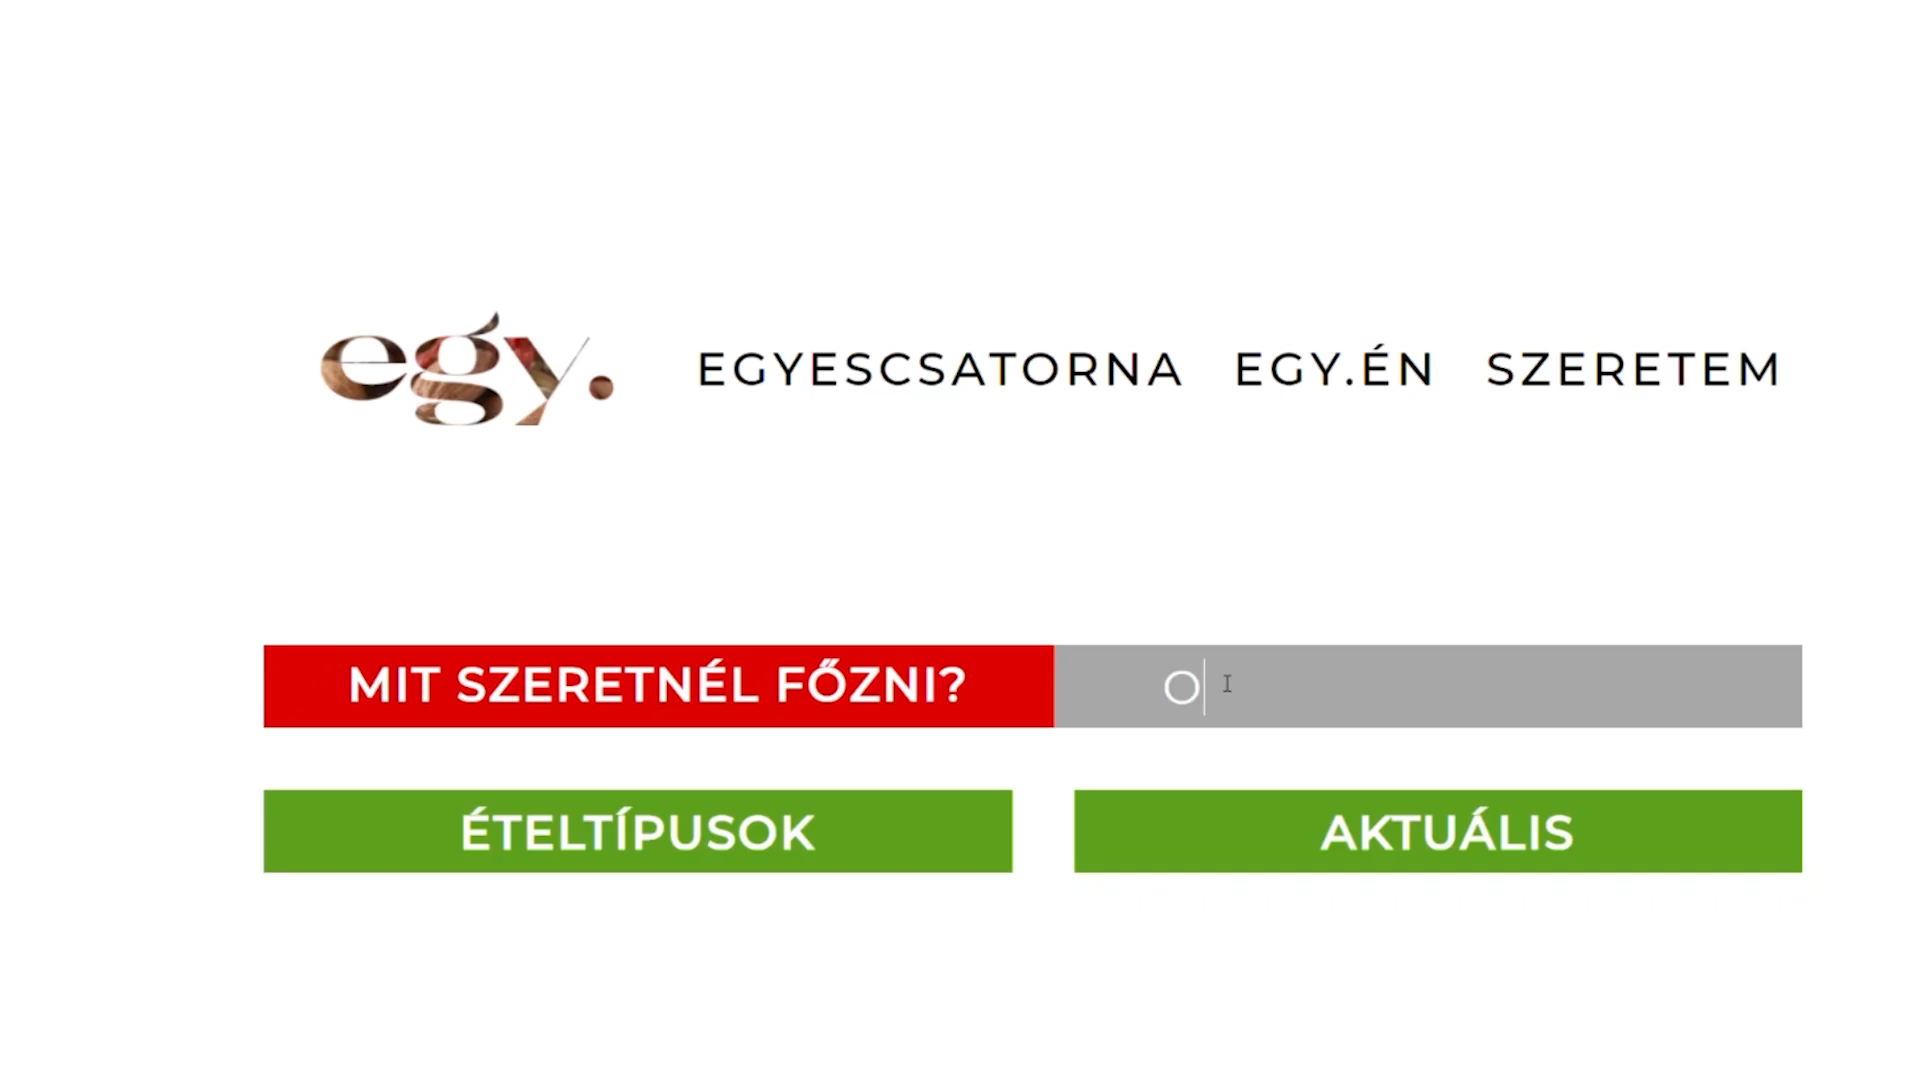 egy. EGYESCSATORNA EGY.ÉN SZERETEM
MIT SZERETNÉL FŐZNI? O
ÉTELTÍPUSOK AKTUÁLIS